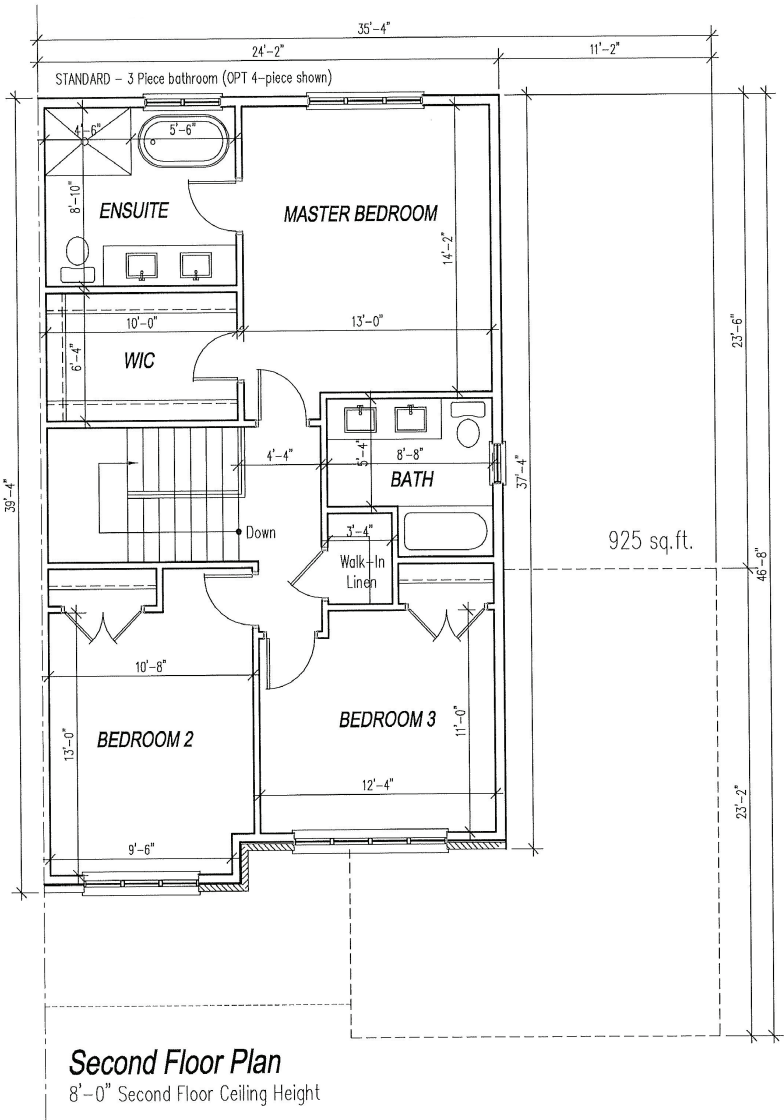 35'-4"
24'-2"
11'-2"
STANDARD - 3 Piece bathroom (OPT 4-piece shown)
4'-6"
5'-6"
8'-10"
ENSUITE
MASTER BEDROOM
14'-2"
10'-0"
13'-0"
23'-6"
WIC
6'-4"
4'-4"
5'-4"
8'-8"
BATH
39'-4"
37'-4"
Down
3'-4"
Walk-In
Linen
925 sq.ft.
46'-8"
10'-8"
BEDROOM 2
13'-0"
BEDROOM 3
11'-0"
12'-4"
23'-2"
9'-6"
Second Floor Plan
8'-0" Second Floor Ceiling Height